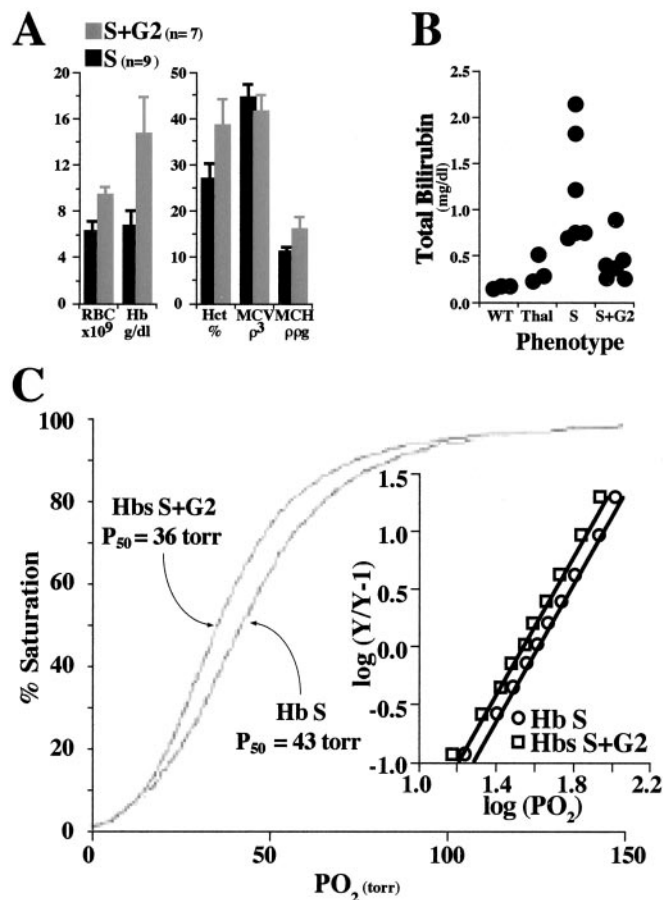 A
S+G2 (n= 7)
S (n=9)
20
16
12
8
4
0
RBC
x10⁹
Hb
g/dl
50
40
30
20
10
0
Hct
%
MCV
ρ³
MCH
ρρg
B
Total Bilirubin
(mg/dl)
2.5
2.0
1.5
1.0
0.5
0.0
WT Thal S S+G2
Phenotype
C
% Saturation
100
80
60
40
20
0
Hbs S+G2
P₅₀ = 36 torr
Hb S
P₅₀ = 43 torr
0 50 100 150
PO₂ (torr)
log (Y/Y-1)
1.5
1.0
0.5
0.0
-0.5
-1.0
Hb S
Hbs S+G2
1.0 1.4 1.8 2.2
log (PO₂)